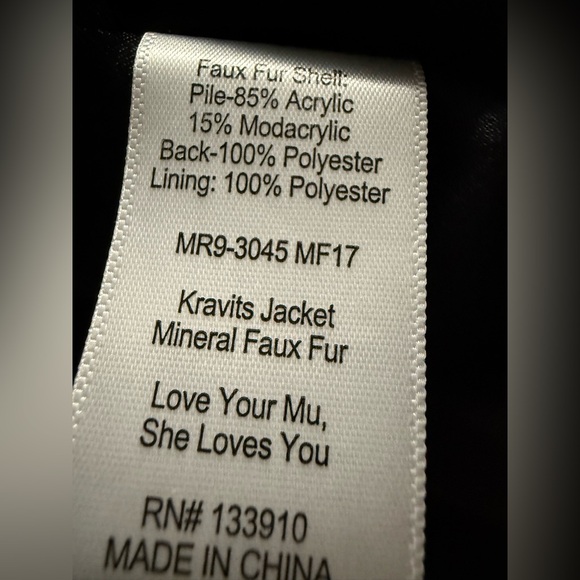 Faux Fur Shell:
Pile-85% Acrylic
15% Modacrylic
Back-100% Polyester
Lining: 100% Polyester
MR9-3045 MF17
Kravits Jacket
Mineral Faux Fur
Love Your Mu,
She Loves You
RN# 133910
MADE IN CHINA